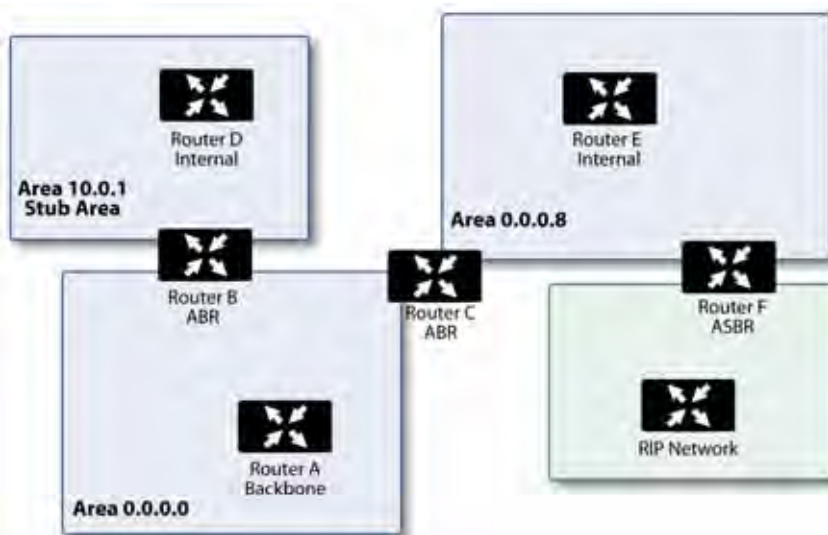 Router D
Internal
Area 10.0.1
Stub Area
Router E
Internal
Area 0.0.0.8
Router B
ABR
Router C
ABR
Router F
ASBR
Router A
Backbone
Area 0.0.0.0
RIP Network